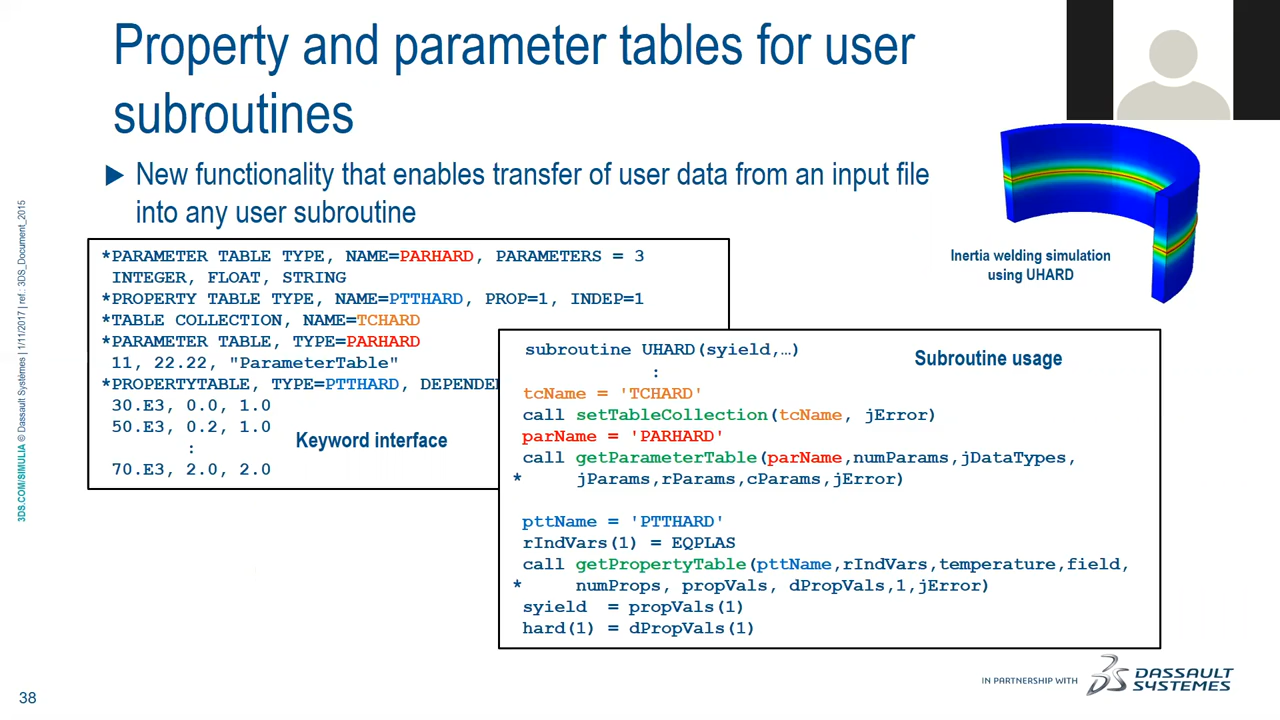 Property and parameter tables for user
subroutines
New functionality that enables transfer of user data from an input file
into any user subroutine
*PARAMETER TABLE TYPE, NAME=PARHARD, PARAMETERS = 3
INTEGER, FLOAT, STRING
*PROPERTY TABLE TYPE, NAME=PTTHARD, PROP=1, INDEP=1
*TABLE COLLECTION, NAME=TCHARD
*PARAMETER TABLE, TYPE=PARHARD
11, 22.22, "ParameterTable"
*PROPERTYTABLE, TYPE=PTTHARD, DEPENDEN
30.E3, 0.0, 1.0
50.E3, 0.2, 1.0
:
70.E3, 2.0, 2.0
Keyword interface
Inertia welding simulation
using UHARD
subroutine UHARD(syield,…)
:
Subroutine usage
tcName = 'TCHARD'
call setTableCollection(tcName, jError)
parName = 'PARHARD'
call getParameterTable(parName,numParams,jDataTypes,
* jParams,rParams,cParams,jError)
pttName = 'PTTHARD'
rIndVars(1) = EQPLAS
call getPropertyTable(pttName,rIndVars,temperature,field,
* numProps, propVals, dPropVals,1,jError)
syield = propVals(1)
hard(1) = dPropVals(1)
3DS.COM/SIMULIA © Dassault Systèmes | 1/11/2017 | ref.: 3DS_Document_2015
38
IN PARTNERSHIP WITH
DASSAULT
SYSTEMES